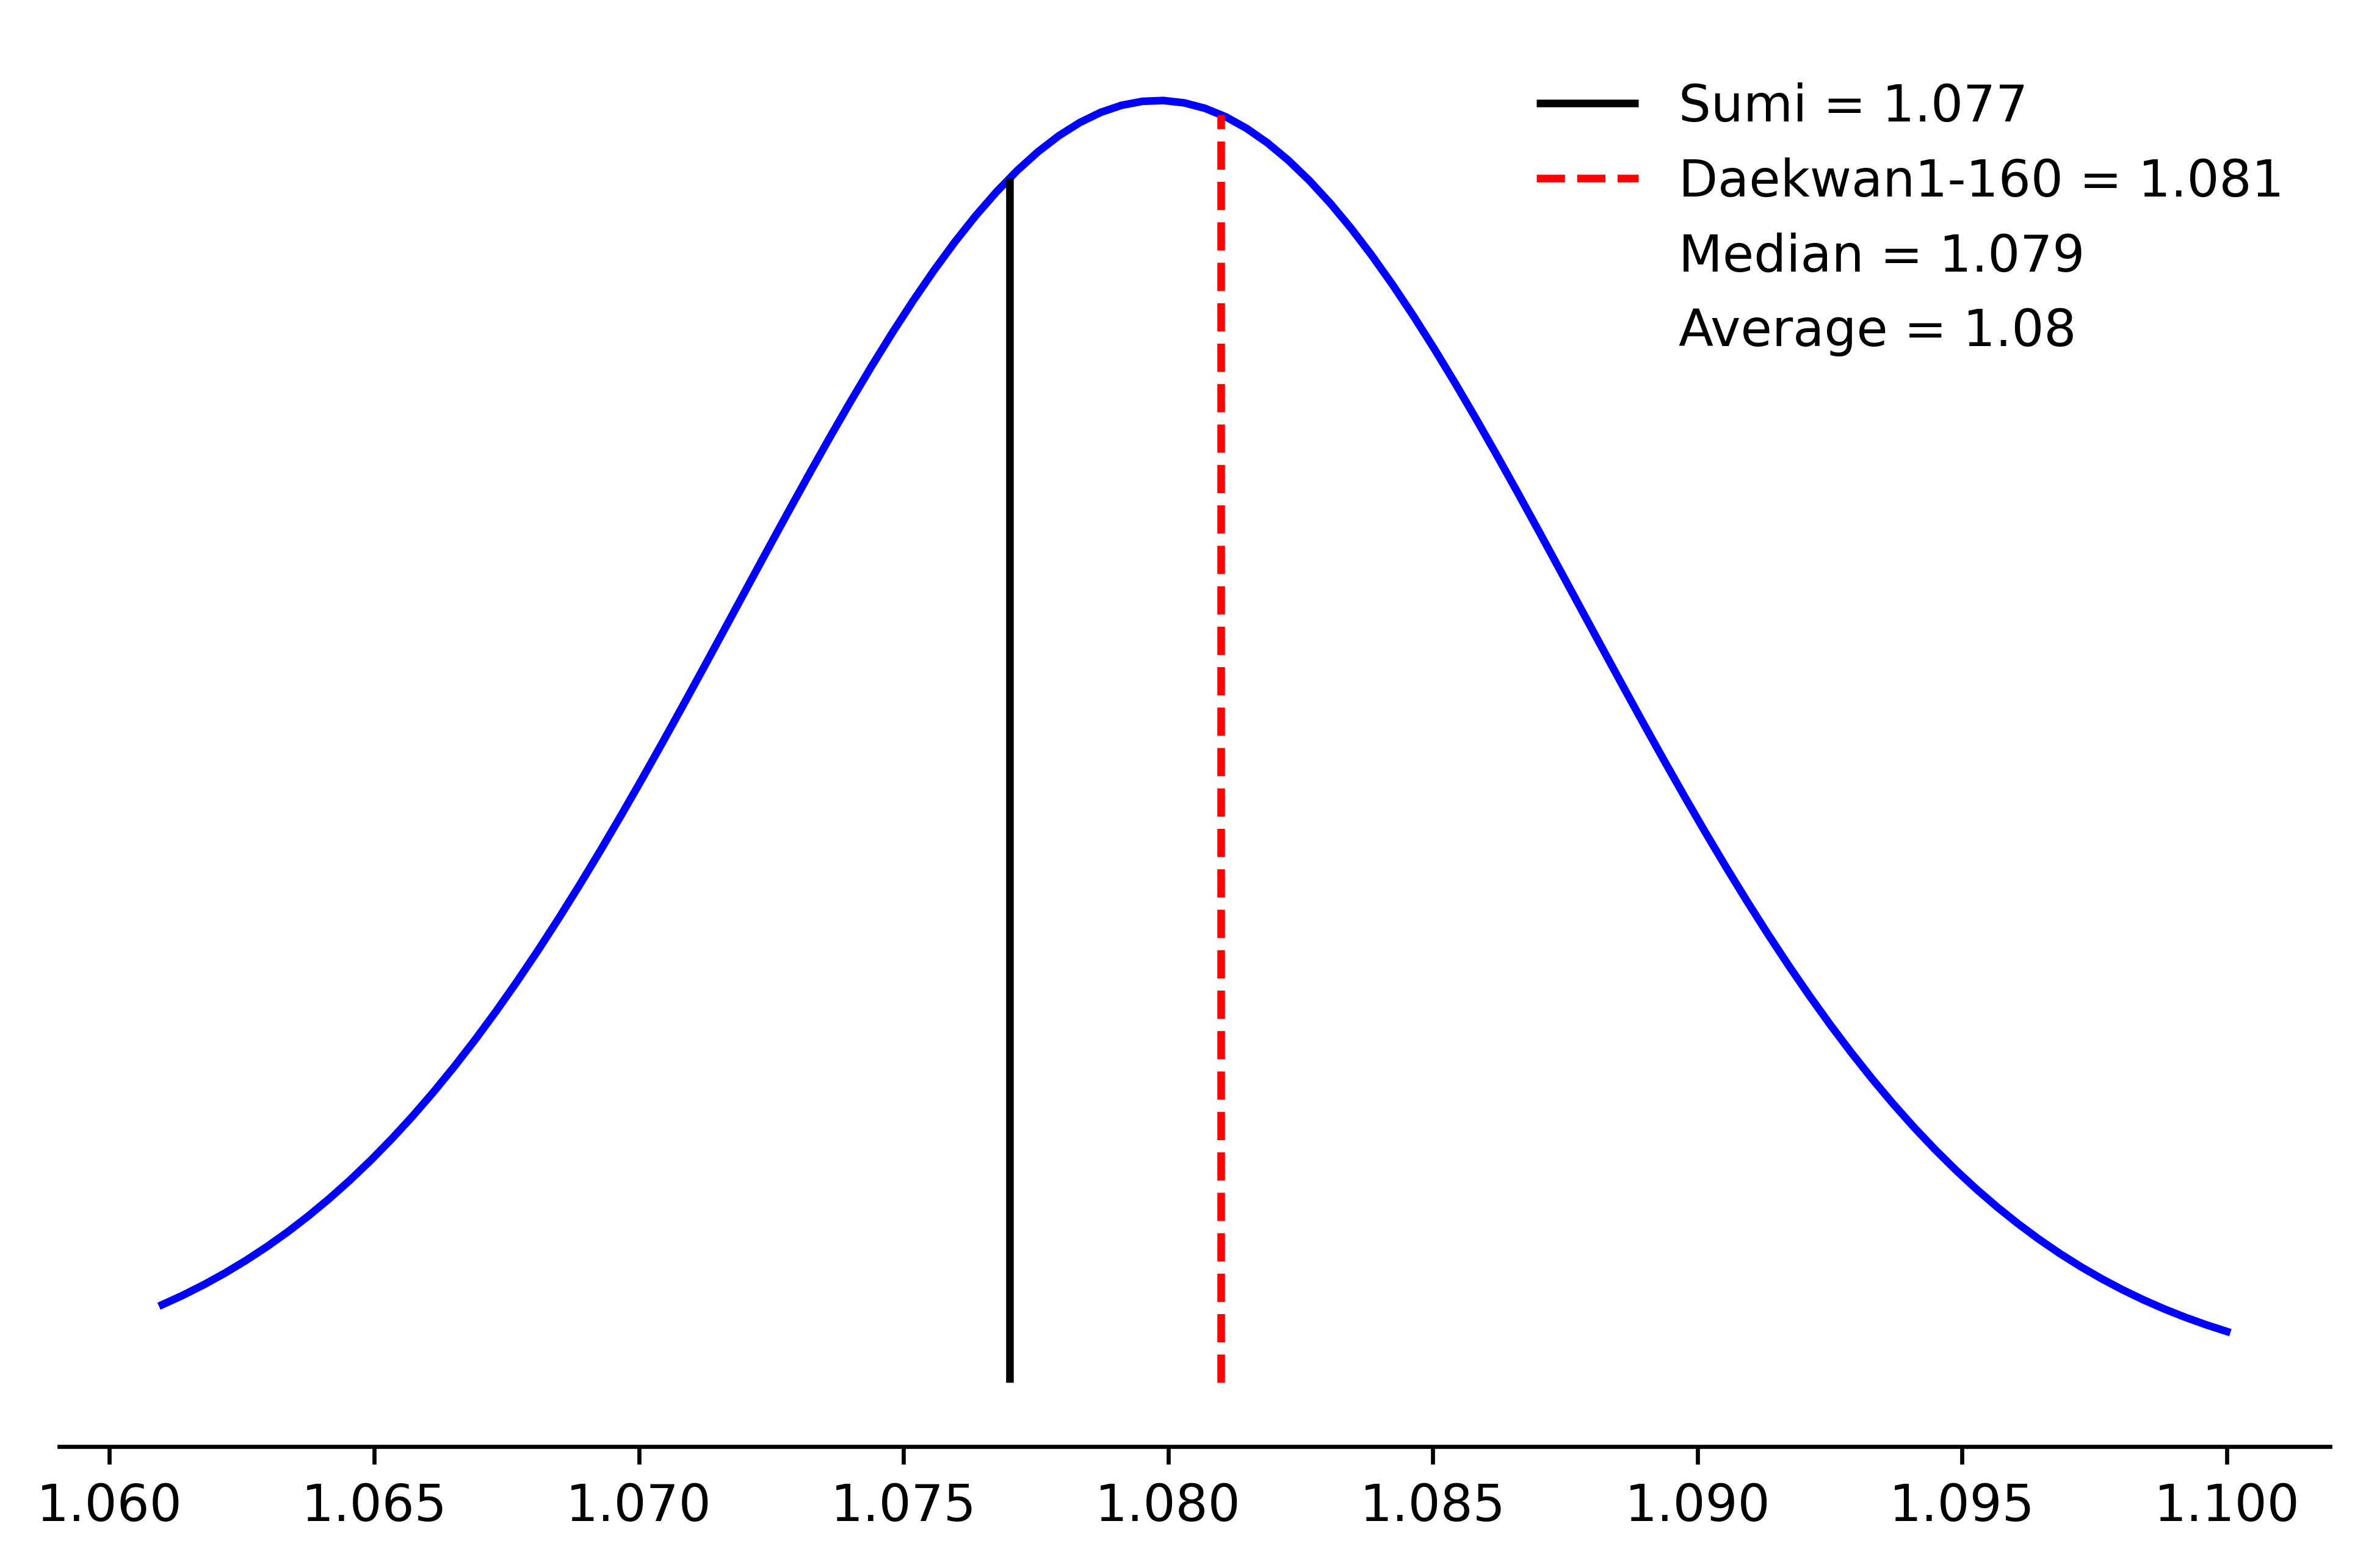 Sumi = 1.077
Daekwan1-160 = 1.081
Median = 1.079
Average = 1.08
1.060 1.065 1.070 1.075 1.080 1.085 1.090 1.095 1.100